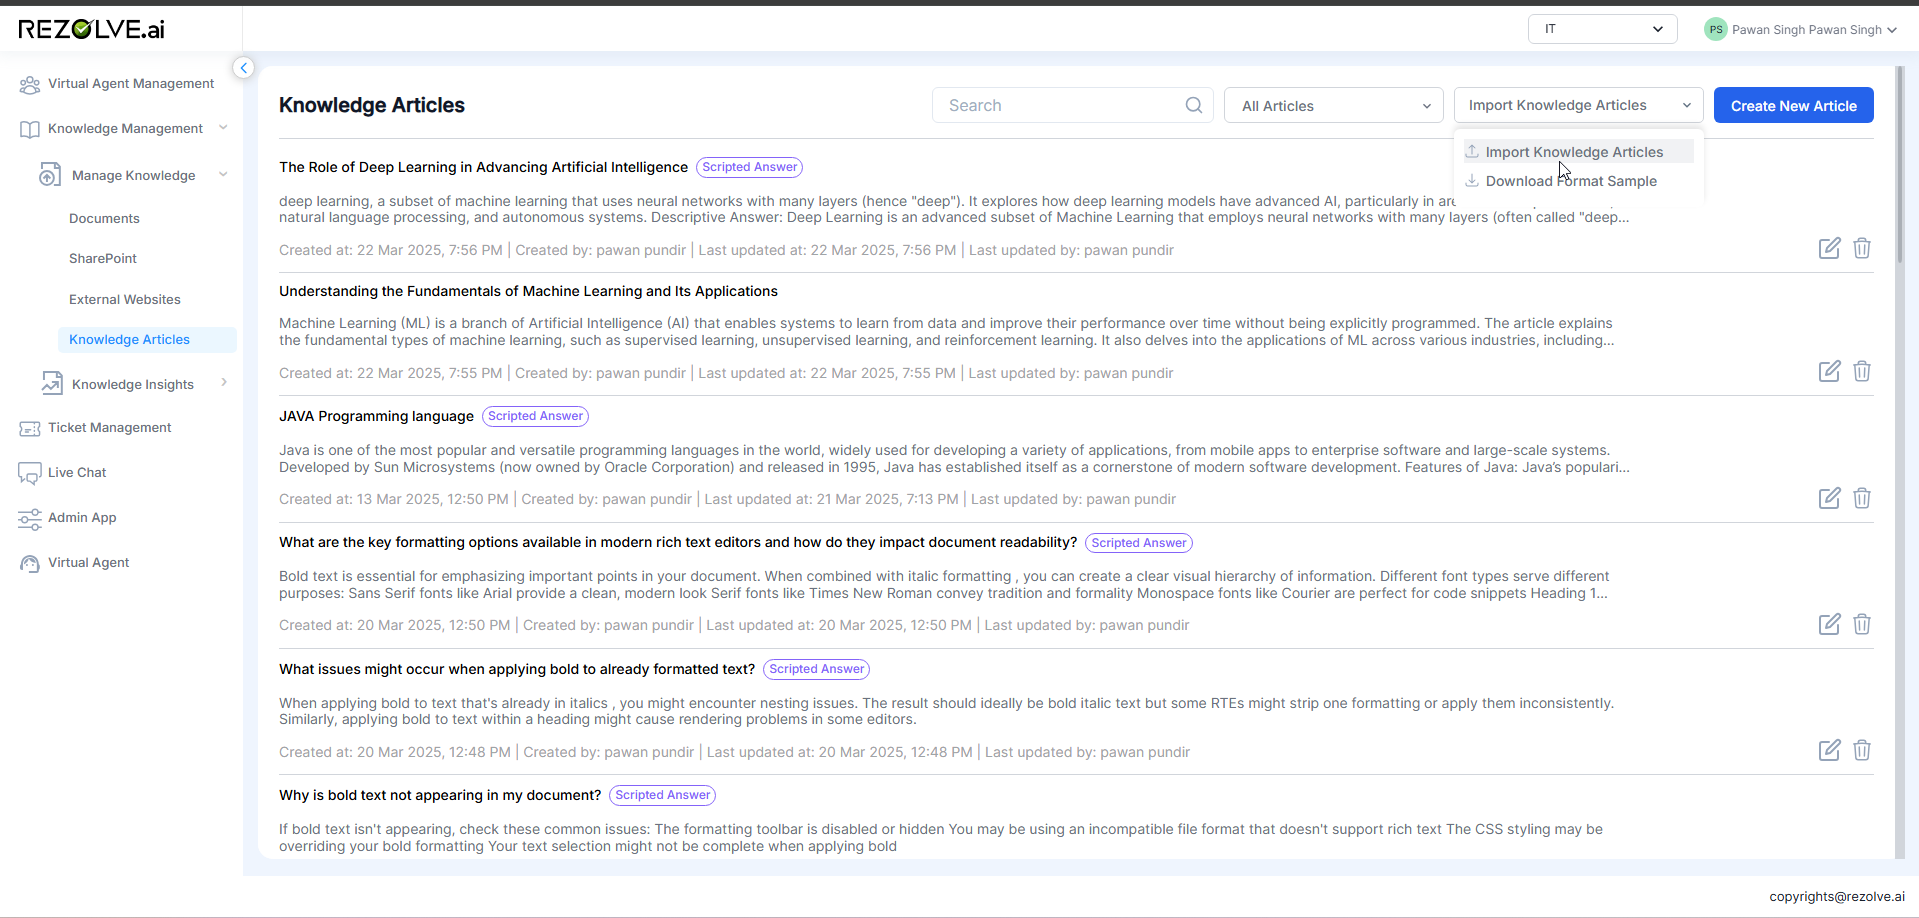 REZOLVE.ai
IT
PS Pawan Singh Pawan Singh
Virtual Agent Management
Knowledge Management
Manage Knowledge
Documents
SharePoint
External Websites
Knowledge Articles
Knowledge Insights
Ticket Management
Live Chat
Admin App
Virtual Agent
Knowledge Articles
Search
All Articles
Import Knowledge Articles
Create New Article
Import Knowledge Articles
Download Format Sample
The Role of Deep Learning in Advancing Artificial Intelligence Scripted Answer
deep learning, a subset of machine learning that uses neural networks with many layers (hence "deep"). It explores how deep learning models have advanced AI, particularly in
natural language processing, and autonomous systems. Descriptive Answer: Deep Learning is an advanced subset of Machine Learning that employs neural networks with many layers (often called "deep...
Created at: 22 Mar 2025, 7:56 PM | Created by: pawan pundir | Last updated at: 22 Mar 2025, 7:56 PM | Last updated by: pawan pundir
Understanding the Fundamentals of Machine Learning and Its Applications
Machine Learning (ML) is a branch of Artificial Intelligence (AI) that enables systems to learn from data and improve their performance over time without being explicitly programmed. The article explains
the fundamental types of machine learning, such as supervised learning, unsupervised learning, and reinforcement learning. It also delves into the applications of ML across various industries, including...
Created at: 22 Mar 2025, 7:55 PM | Created by: pawan pundir | Last updated at: 22 Mar 2025, 7:55 PM | Last updated by: pawan pundir
JAVA Programming language Scripted Answer
Java is one of the most popular and versatile programming languages in the world, widely used for developing a variety of applications, from mobile apps to enterprise software and large-scale systems.
Developed by Sun Microsystems (now owned by Oracle Corporation) and released in 1995, Java has established itself as a cornerstone of modern software development. Features of Java: Java's populari...
Created at: 13 Mar 2025, 12:50 PM | Created by: pawan pundir | Last updated at: 21 Mar 2025, 7:13 PM | Last updated by: pawan pundir
What are the key formatting options available in modern rich text editors and how do they impact document readability? Scripted Answer
Bold text is essential for emphasizing important points in your document. When combined with italic formatting , you can create a clear visual hierarchy of information. Different font types serve different
purposes: Sans Serif fonts like Arial provide a clean, modern look Serif fonts like Times New Roman convey tradition and formality Monospace fonts like Courier are perfect for code snippets Heading 1...
Created at: 20 Mar 2025, 12:50 PM | Created by: pawan pundir | Last updated at: 20 Mar 2025, 12:50 PM | Last updated by: pawan pundir
What issues might occur when applying bold to already formatted text? Scripted Answer
When applying bold to text that's already in italics , you might encounter nesting issues. The result should ideally be bold italic text but some RTEs might strip one formatting or apply them inconsistently.
Similarly, applying bold to text within a heading might cause rendering problems in some editors.
Created at: 20 Mar 2025, 12:48 PM | Created by: pawan pundir | Last updated at: 20 Mar 2025, 12:48 PM | Last updated by: pawan pundir
Why is bold text not appearing in my document? Scripted Answer
If bold text isn't appearing, check these common issues: The formatting toolbar is disabled or hidden You may be using an incompatible file format that doesn't support rich text The CSS styling may be
overriding your bold formatting Your text selection might not be complete when applying bold
copyrights@rezolve.ai